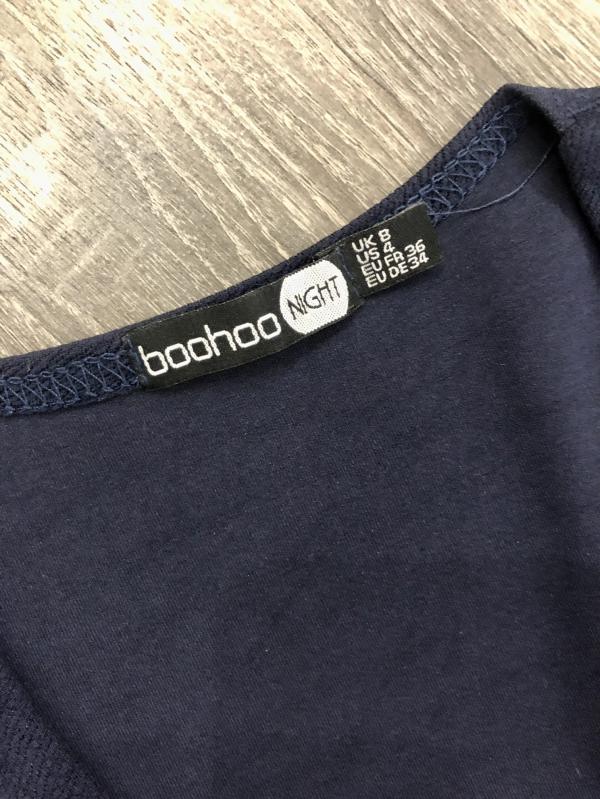 boohoo NIGHT
UK 8
US 4
EU FR 36
EU DE 34